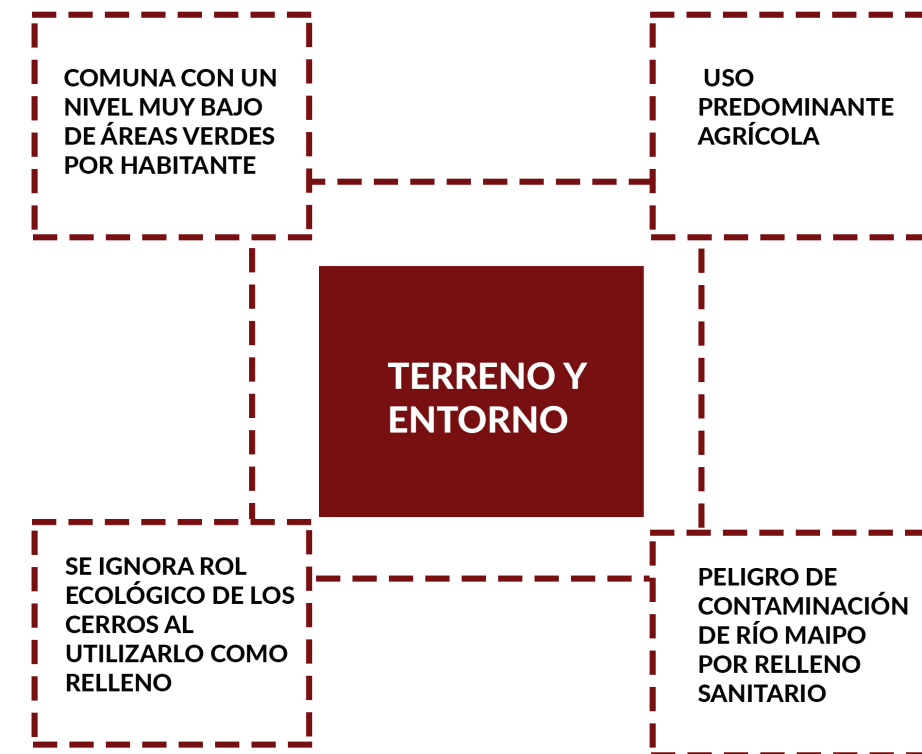 COMUNA CON UN
NIVEL MUY BAJO
DE ÁREAS VERDES
POR HABITANTE
USO
PREDOMINANTE
AGRÍCOLA
TERRENO Y
ENTORNO
SE IGNORA ROL
ECOLÓGICO DE LOS
CERROS AL
UTILIZARLO COMO
RELLENO
PELIGRO DE
CONTAMINACIÓN
DE RÍO MAIPO
POR RELLENO
SANITARIO